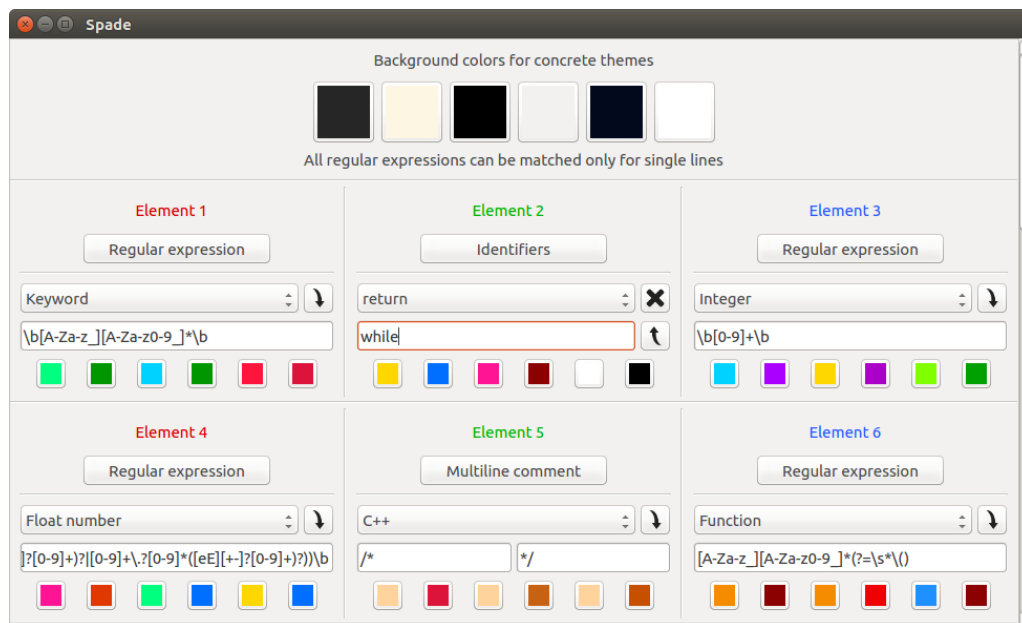 Spade
Background colors for concrete themes
All regular expressions can be matched only for single lines
Element 1
Element 2
Element 3
Regular expression
Identifiers
Regular expression
Keyword
return
Integer
\b[A-Za-z_][A-Za-z0-9_]*\b
while
\b[0-9]+\b
Element 4
Element 5
Element 6
Regular expression
Multiline comment
Regular expression
Float number
C++
Function
]?[0-9]+)?|[0-9]+\.?[0-9]*([eE][+-]?[0-9]+)?))\b
/*
*/
[A-Za-z_][A-Za-z0-9_]*(?=\s*\()